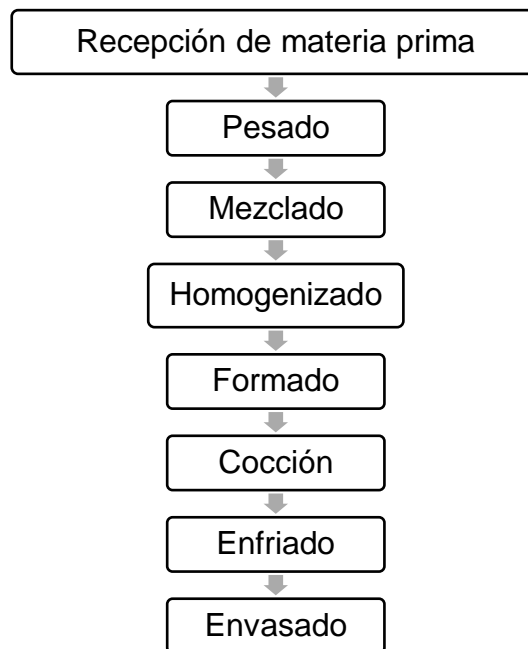 Recepción de materia prima
Pesado
Mezclado
Homogenizado
Formado
Cocción
Enfriado
Envasado